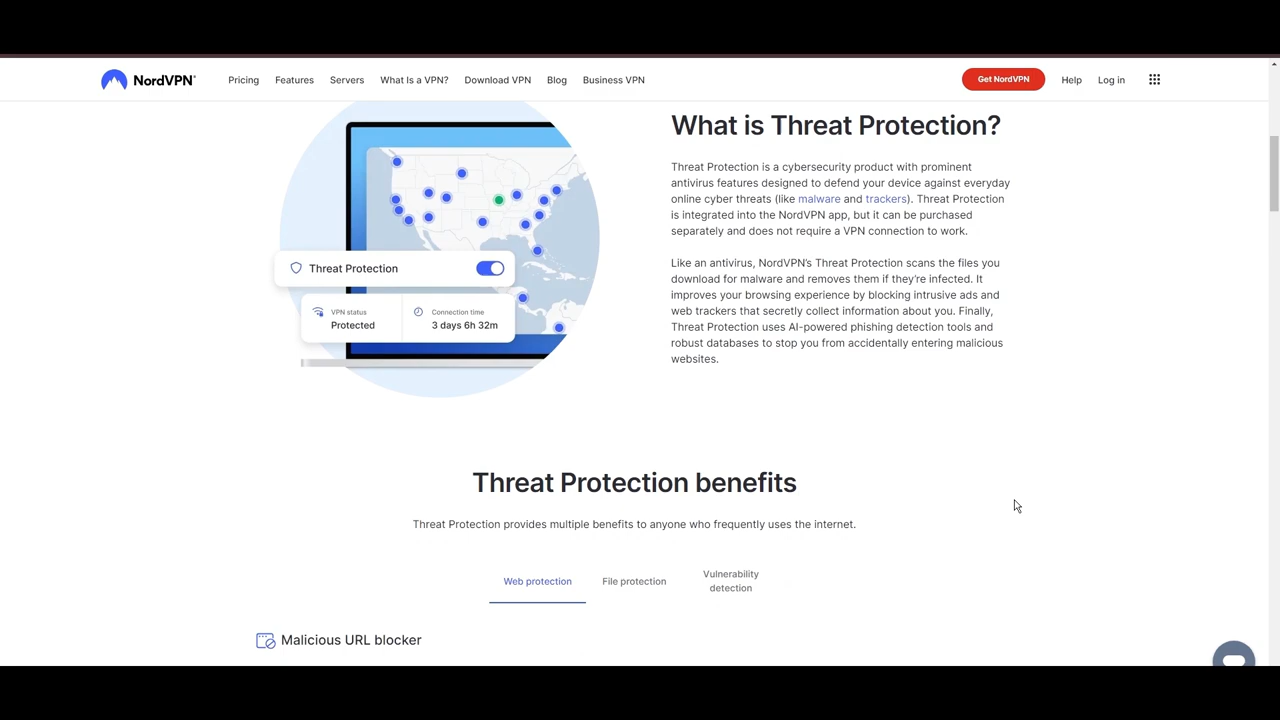 NordVPN®
Pricing
Features
Servers
What Is a VPN?
Download VPN
Blog
Business VPN
Get NordVPN
Help
Log in
Threat Protection
VPN status
Protected
Connection time
3 days 6h 32m
What is Threat Protection?
Threat Protection is a cybersecurity product with prominent
antivirus features designed to defend your device against everyday
online cyber threats (like malware and trackers). Threat Protection
is integrated into the NordVPN app, but it can be purchased
separately and does not require a VPN connection to work.
Like an antivirus, NordVPN's Threat Protection scans the files you
download for malware and removes them if they're infected. It
improves your browsing experience by blocking intrusive ads and
web trackers that secretly collect information about you. Finally,
Threat Protection uses AI-powered phishing detection tools and
robust databases to stop you from accidentally entering malicious
websites.
Threat Protection benefits
Threat Protection provides multiple benefits to anyone who frequently uses the internet.
Web protection
File protection
Vulnerability
detection
Malicious URL blocker